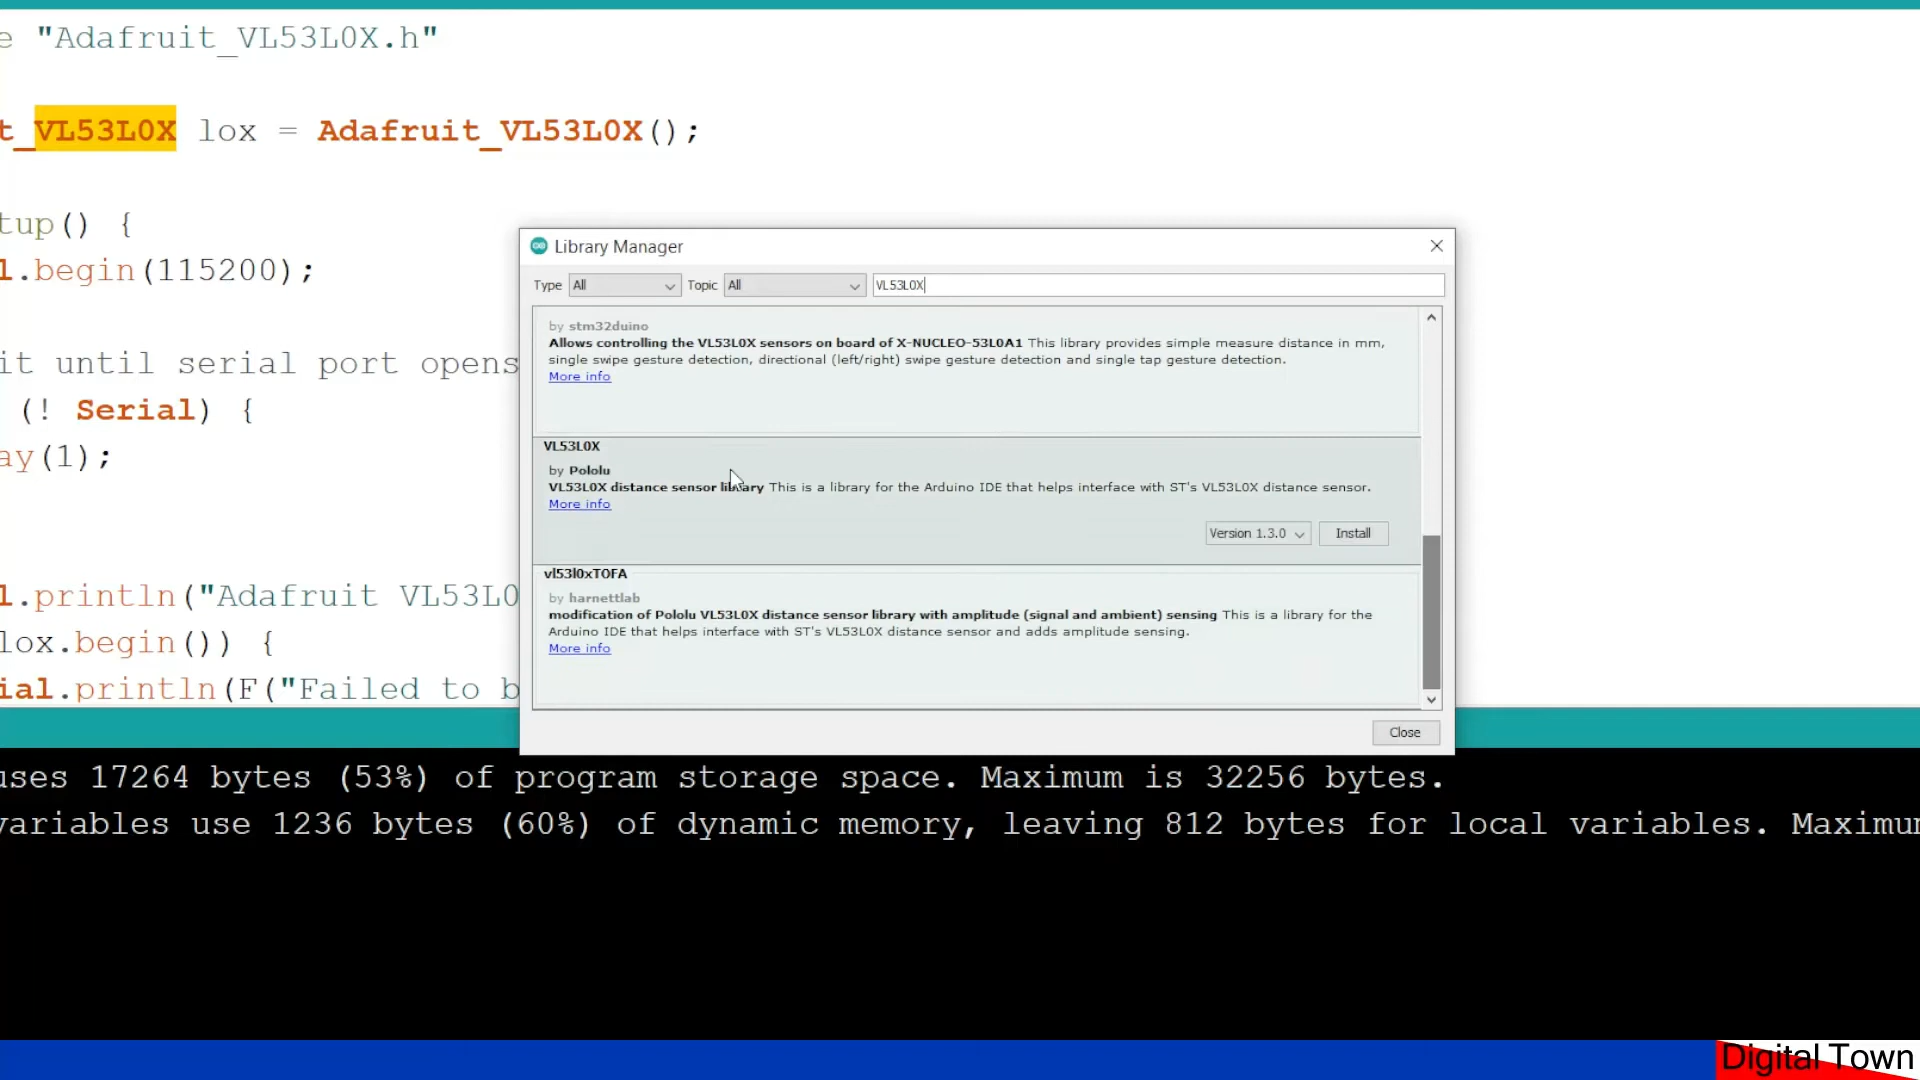 e "Adafruit_VL53L0X.h"
t_VL53L0X lox = Adafruit_VL53L0X();
tup() {
l.begin(115200);
it until serial port opens
(! Serial) {
ay(1);
l.println("Adafruit VL53L0
lox.begin()) {
ial.println(F("Failed to b
Library Manager
Type All Topic All VL53L0X
by stm32duino
Allows controlling the VL53L0X sensors on board of X-NUCLEO-53L0A1 This library provides simple measure distance in mm,
single swipe gesture detection, directional (left/right) swipe gesture detection and single tap gesture detection.
More info
VL53L0X
by Pololu
VL53L0X distance sensor library This is a library for the Arduino IDE that helps interface with ST's VL53L0X distance sensor.
More info
Version 1.3.0 Install
vl53l0xTOFA
by harnettlab
modification of Pololu VL53L0X distance sensor library with amplitude (signal and ambient) sensing This is a library for the
Arduino IDE that helps interface with ST's VL53L0X distance sensor and adds amplitude sensing.
More info
Close
uses 17264 bytes (53%) of program storage space. Maximum is 32256 bytes.
variables use 1236 bytes (60%) of dynamic memory, leaving 812 bytes for local variables. Maximum
Digital Town